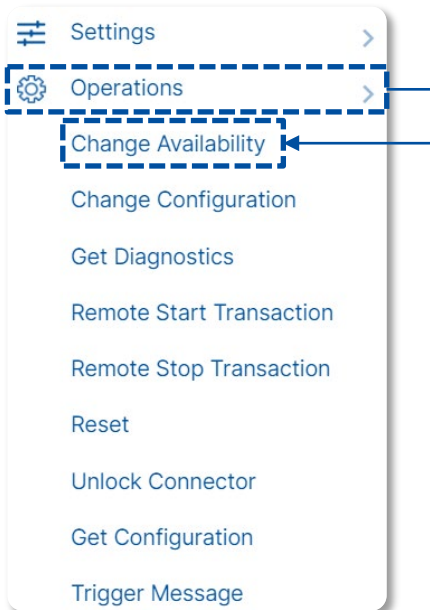 Settings
Operations
Change Availability
Change Configuration
Get Diagnostics
Remote Start Transaction
Remote Stop Transaction
Reset
Unlock Connector
Get Configuration
Trigger Message